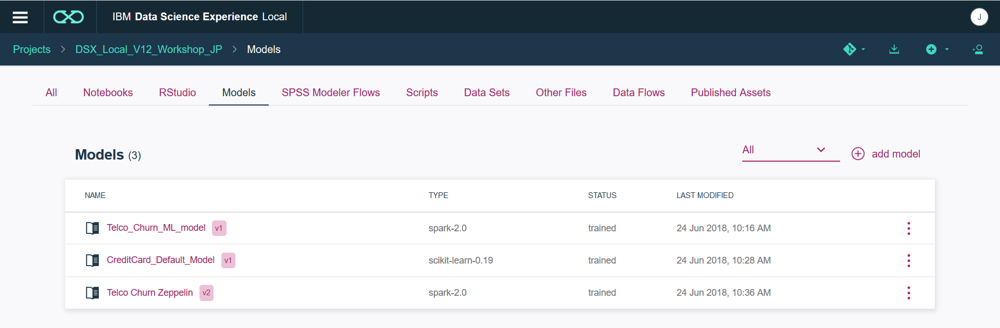 IBM Data Science Experience Local
J
Projects > DSX_Local_V12_Workshop_JP > Models
All Notebooks RStudio Models SPSS Modeler Flows Scripts Data Sets Other Files Data Flows Published Assets
Models (3) All add model
NAME TYPE STATUS LAST MODIFIED
Telco_Churn_ML_model v1 spark-2.0 trained 24 Jun 2018, 10:16 AM
CreditCard_Default_Model v1 scikit-learn-0.19 trained 24 Jun 2018, 10:28 AM
Telco Churn Zeppelin v2 spark-2.0 trained 24 Jun 2018, 10:36 AM